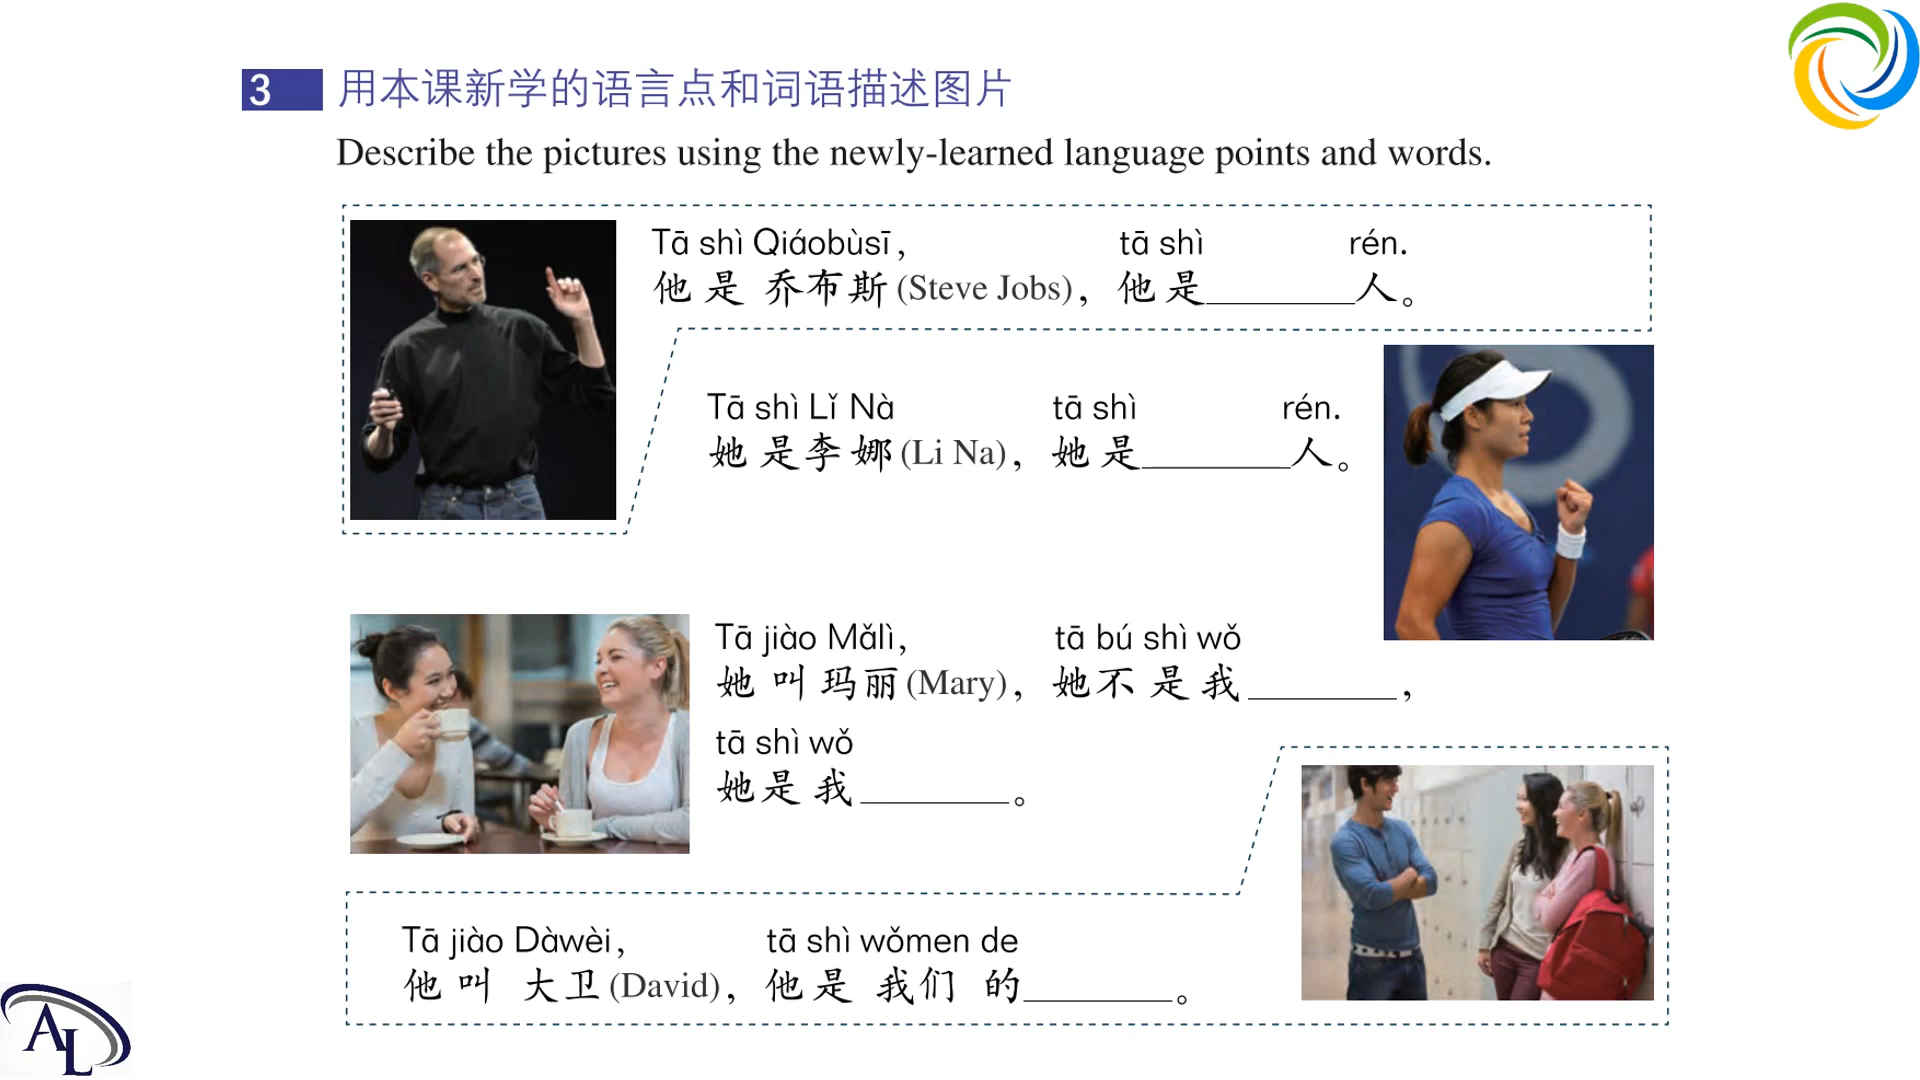 3 用本课新学的语言点和词语描述图片
Describe the pictures using the newly-learned language points and words.
Tā shì Qiáobùsī, tā shì rén.
他是 乔布斯 (Steve Jobs), 他是________人。
Tā shì Lǐ Nà tā shì rén.
她是李娜 (Li Na), 她是________人。
Tā jiào Mǎlì, tā bú shì wǒ
她叫玛丽 (Mary), 她不是我________,
tā shì wǒ
她是我________。
Tā jiào Dàwèi, tā shì wǒmen de
他叫 大卫 (David), 他是 我们 的________。
AL